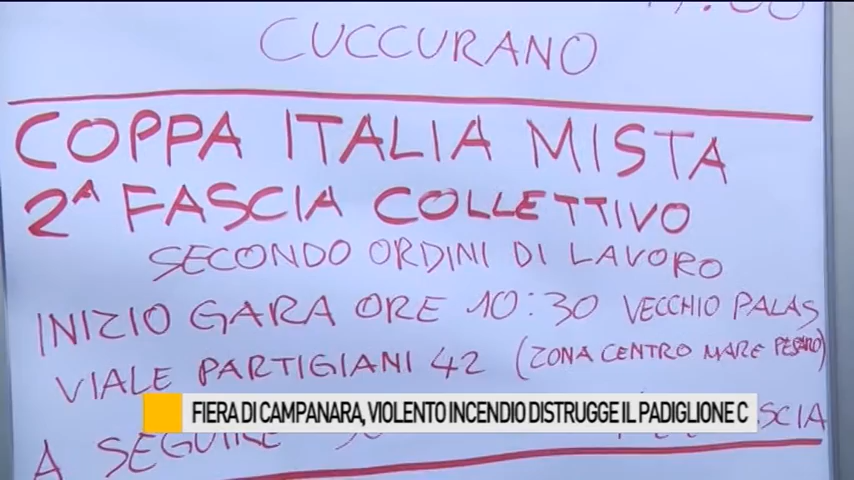 CUCCURANO
COPPA ITALIA MISTA
2ᴬ FASCIA COLLETTIVO
SECONDO ORDINI DI LAVORO
INIZIO GARA ORE 10:30 VECCHIO PALAS
VIALE PARTIGIANI 42 (ZONA CENTRO MARE PESARO)
FIERA DI CAMPANARA, VIOLENTO INCENDIO DISTRUGGE IL PADIGLIONE C
A SEGUIRE